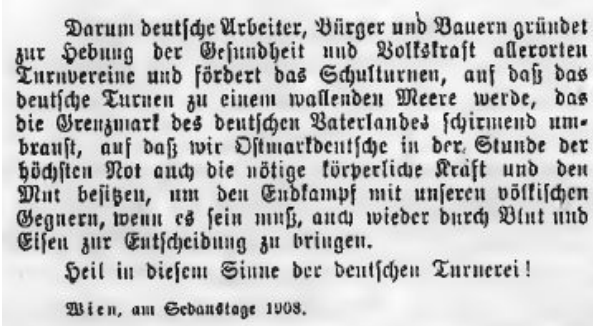 Darum deutsche Arbeiter, Bürger und Bauern gründet
zur Hebung der Gesundheit und Volkskraft allerorten
Turnvereine und fördert das Schulturnen, auf daß das
deutsche Turnen zu einem wallenden Meere werde, das
die Grenzmark des deutschen Vaterlandes schirmend um-
braust, auf daß wir Ostmarkdeutsche in der Stunde der
höchsten Not auch die nötige körperliche Kraft und den
Mut besitzen, um den Endkampf mit unseren völkischen
Gegnern, wenn es sein muß, auch wieder durch Blut und
Eisen zur Entscheidung zu bringen.
Heil in diesem Sinne der deutschen Turnerei!
Wien, am Sedanstage 1908.